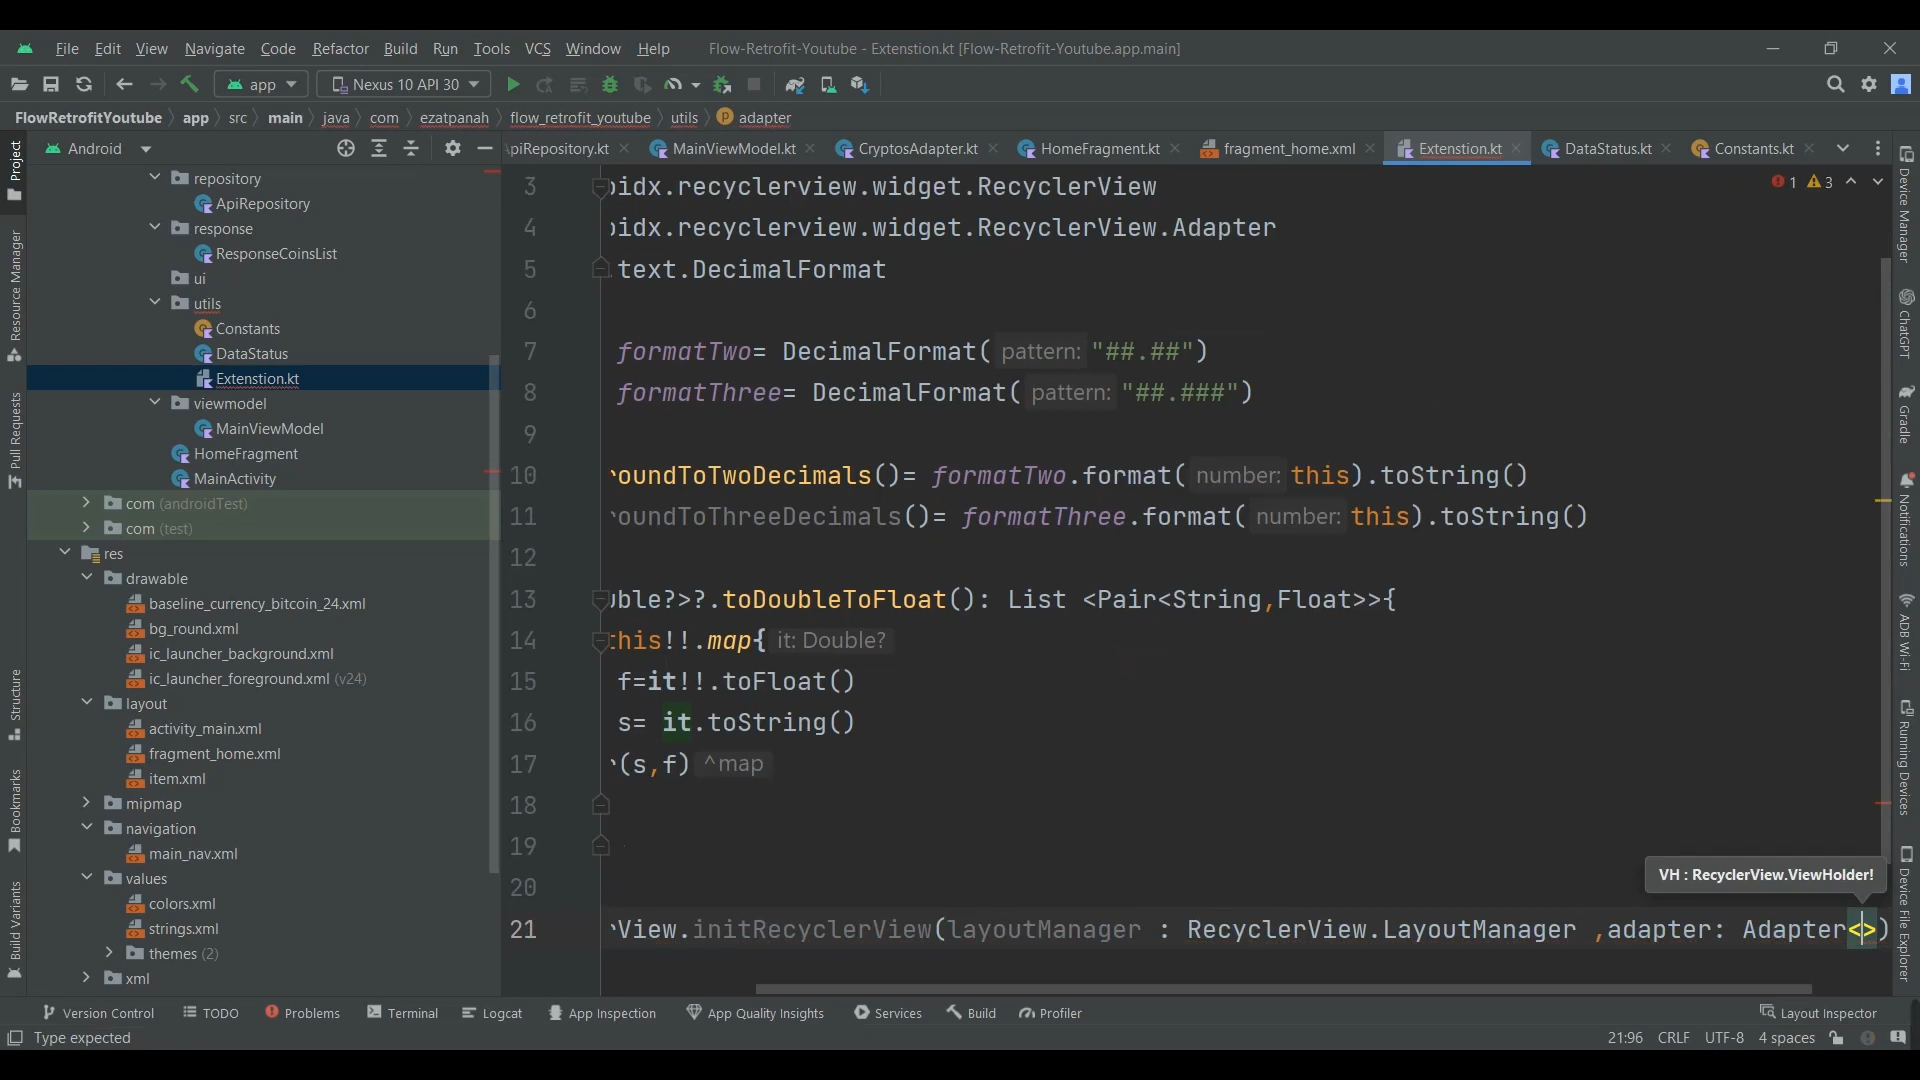 File Edit View Navigate Code Refactor Build Run Tools VCS Window Help Flow-Retrofit-Youtube - Extenstion.kt [Flow-Retrofit-Youtube.app.main]
app Nexus 10 API 30
FlowRetrofitYoutube app src main java com ezatpanah flow_retrofit_youtube utils adapter
Android
piRepository.kt MainViewModel.kt CryptosAdapter.kt HomeFragment.kt fragment_home.xml Extenstion.kt DataStatus.kt Constants.kt
1 3
Project
Resource Manager
Pull Requests
Structure
Bookmarks
Build Variants
repository
ApiRepository
response
ResponseCoinsList
ui
utils
Constants
DataStatus
Extenstion.kt
viewmodel
MainViewModel
HomeFragment
MainActivity
com (androidTest)
com (test)
res
drawable
baseline_currency_bitcoin_24.xml
bg_round.xml
ic_launcher_background.xml
ic_launcher_foreground.xml (v24)
layout
activity_main.xml
fragment_home.xml
item.xml
mipmap
navigation
main_nav.xml
values
colors.xml
strings.xml
themes (2)
xml
3 oidx.recyclerview.widget.RecyclerView
4 oidx.recyclerview.widget.RecyclerView.Adapter
5 .text.DecimalFormat
6
7 formatTwo= DecimalFormat( pattern: "##.##")
8 formatThree= DecimalFormat( pattern: "##.###")
9
10 roundToTwoDecimals()= formatTwo.format( number: this).toString()
11 roundToThreeDecimals()= formatThree.format( number: this).toString()
12
13 uble?>?.toDoubleToFloat(): List <Pair<String,Float>>{
14 this!!.map{ it: Double?
15 f=it!!.toFloat()
16 s= it.toString()
17 r(s,f) ^map
18
19
20
VH : RecyclerView.ViewHolder!
21 rView.initRecyclerView(layoutManager : RecyclerView.LayoutManager ,adapter: Adapter<>)
Device Manager
ChatGPT
Gradle
Notifications
ADB Wi-Fi
Running Devices
Device File Explorer
Version Control TODO Problems Terminal Logcat App Inspection App Quality Insights Services Build Profiler Layout Inspector
Type expected 21:96 CRLF UTF-8 4 spaces